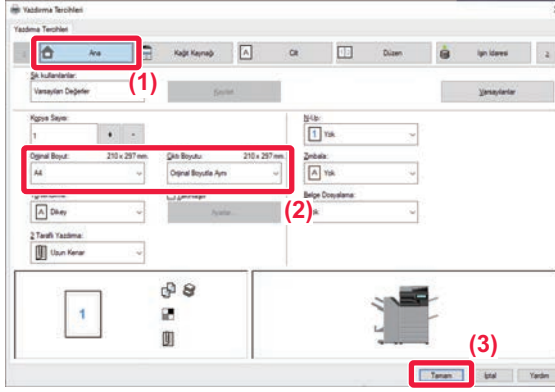 Yazdırma Tercihleri
Yazdırma Tercihleri
Ana
Kağıt Kaynağı
Cilt
Düzen
İşin İdaresi
(1)
Sık kullanılanlar:
Varsayılan Değerler
Kaydet
Varsayılanlar
Kopya Sayısı:
1
+ -
N-Up:
1 Yok
Orijinal Boyut: 210 x 297 mm.
A4
Çıktı Boyutu: 210 x 297 mm.
Orijinal Boyutla Aynı
Zımbala:
A Yok
(2)
A Dikey
Ayarlar...
Belge Dosyalama:
2 Taraflı Yazdırma:
Uzun Kenar
1
(3)
Tamam
İptal
Yardım